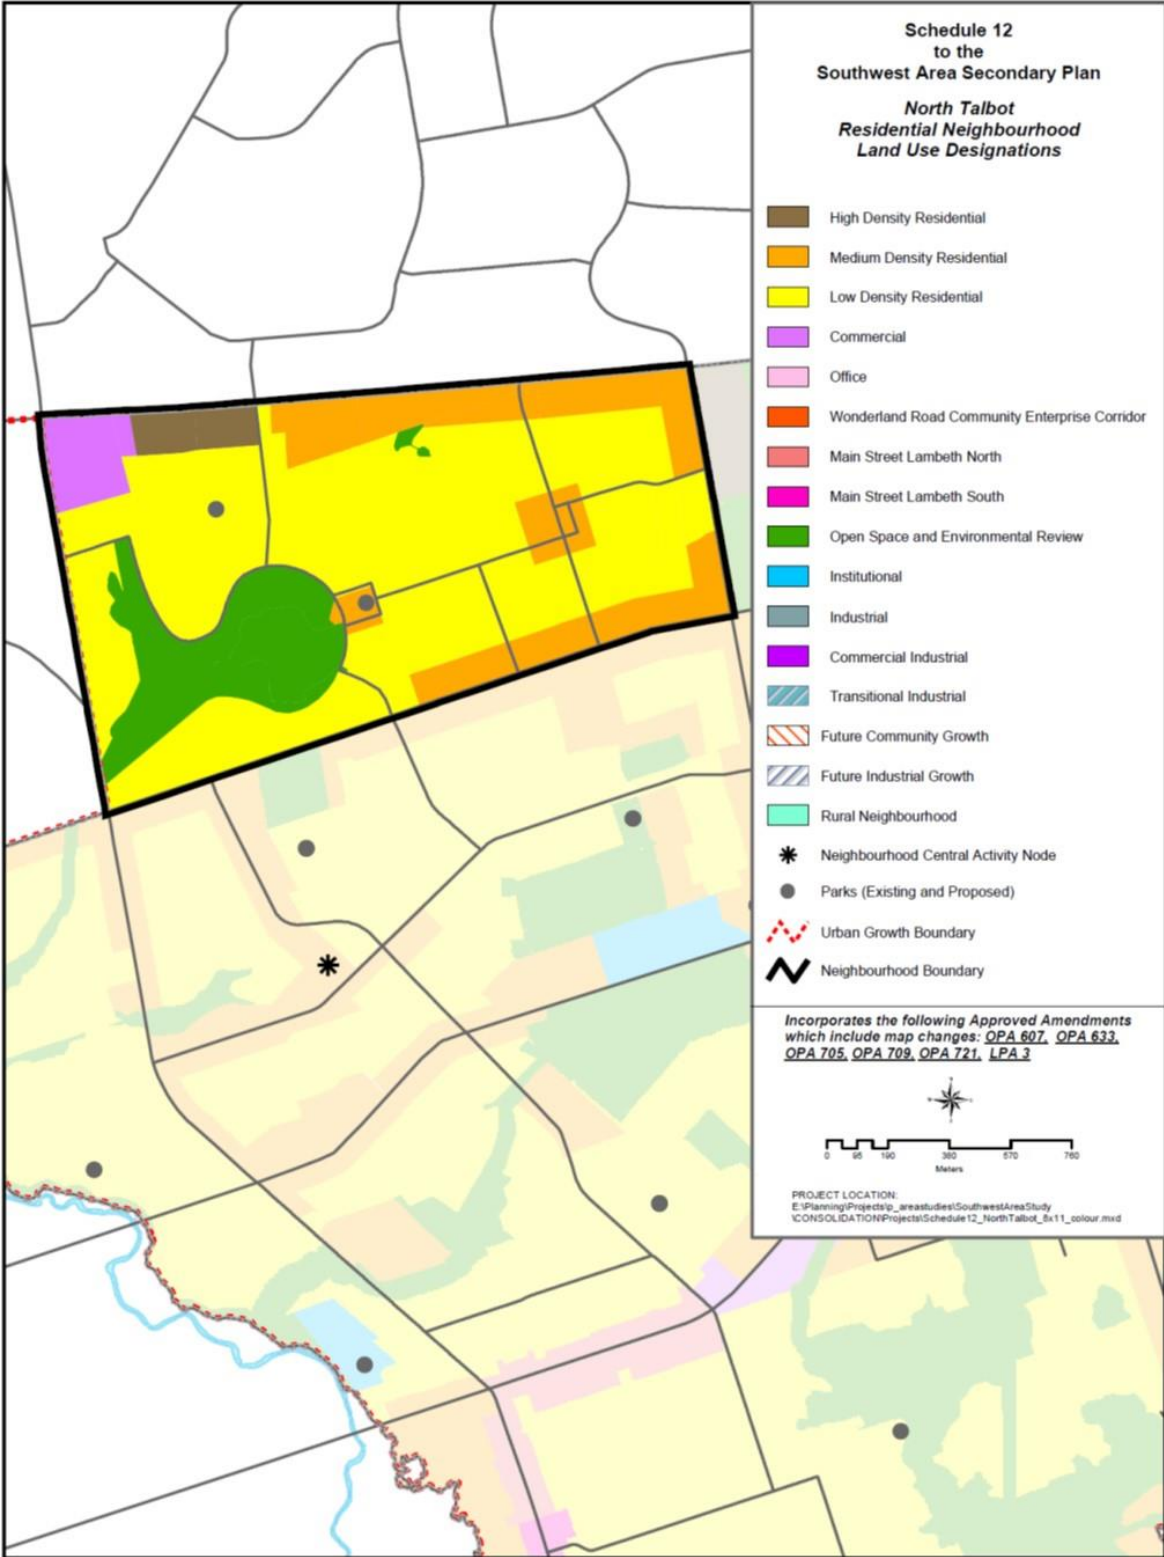 Schedule 12
to the
Southwest Area Secondary Plan
North Talbot
Residential Neighbourhood
Land Use Designations
High Density Residential
Medium Density Residential
Low Density Residential
Commercial
Office
Wonderland Road Community Enterprise Corridor
Main Street Lambeth North
Main Street Lambeth South
Open Space and Environmental Review
Institutional
Industrial
Commercial Industrial
Transitional Industrial
Future Community Growth
Future Industrial Growth
Rural Neighbourhood
Neighbourhood Central Activity Node
Parks (Existing and Proposed)
Urban Growth Boundary
Neighbourhood Boundary
Incorporates the following Approved Amendments
which include map changes: OPA 607, OPA 633,
OPA 705, OPA 709, OPA 721, LPA 3
0 95 190 380 570 760
Meters
PROJECT LOCATION:
E:\Planning\Projects\p_areastudies\SouthwestAreaStudy
\CONSOLIDATION\Projects\Schedule12_NorthTalbot_8x11_colour.mxd